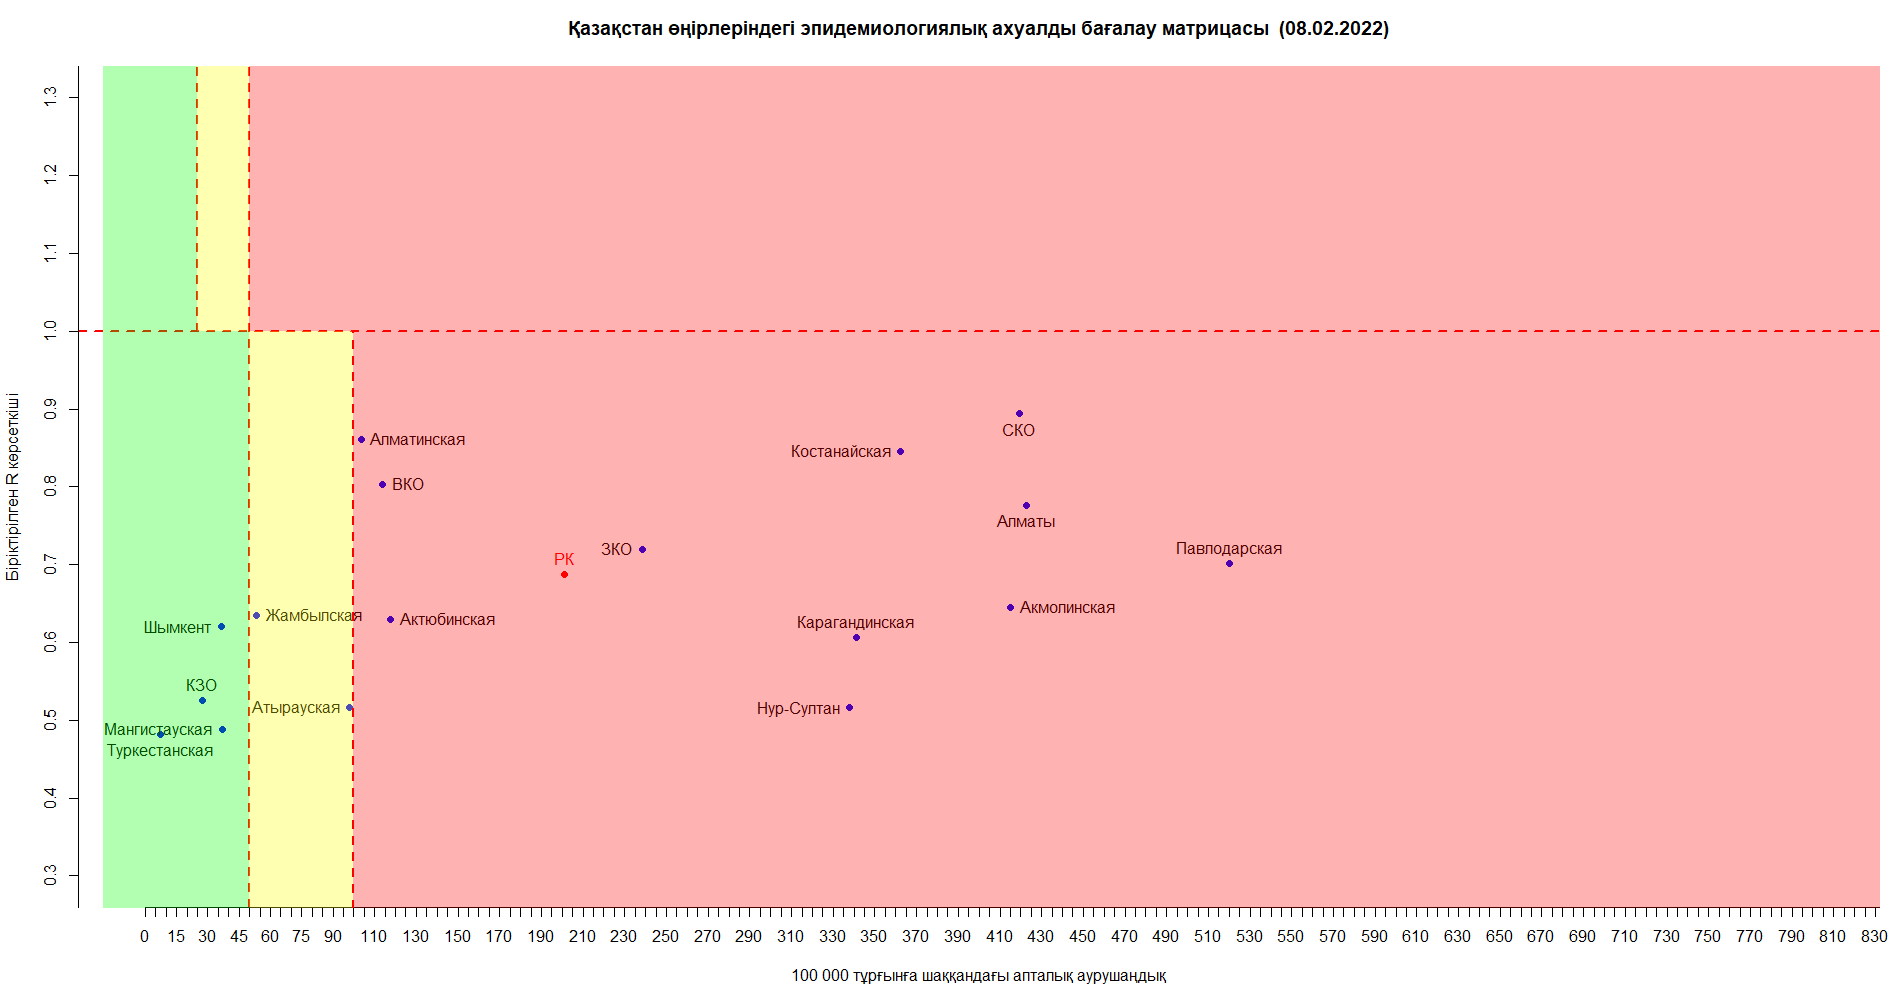 Қазақстан өңірлеріндегі эпидемиологиялық ахуалды бағалау матрицасы (08.02.2022)
Біріктірілген R көрсеткіші
1.3
1.2
1.1
1.0
0.9
0.8
0.7
0.6
0.5
0.4
0.3
СКО
Алматинская
Костанайская
ВКО
Алматы
ЗКО
Павлодарская
РК
Акмолинская
Жамбылская
Актюбинская
Карагандинская
Шымкент
КЗО
Атырауская
Нур-Султан
Мангистауская
Туркестанская
0 15 30 45 60 75 90 110 130 150 170 190 210 230 250 270 290 310 330 350 370 390 410 430 450 470 490 510 530 550 570 590 610 630 650 670 690 710 730 750 770 790 810 830
100 000 тұрғынға шаққандағы апталық аурушаңдық